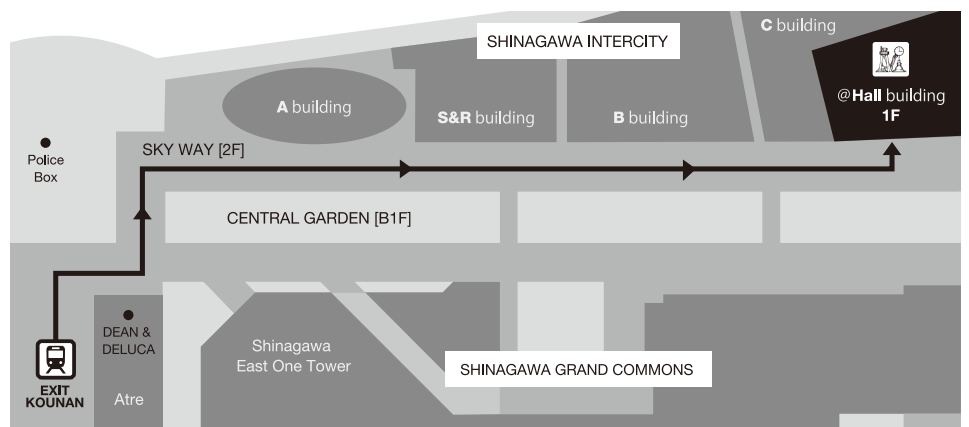 SHINAGAWA INTERCITY
C building
A building
S&R building
B building
@Hall building
1F
Police
Box
SKY WAY [2F]
CENTRAL GARDEN [B1F]
DEAN &
DELUCA
Atre
EXIT
KOUNAN
Shinagawa
East One Tower
SHINAGAWA GRAND COMMONS